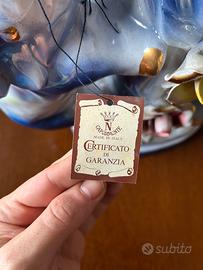 N
MADE IN ITALY
CERTIFICATO
DI
GARANZIA
subito